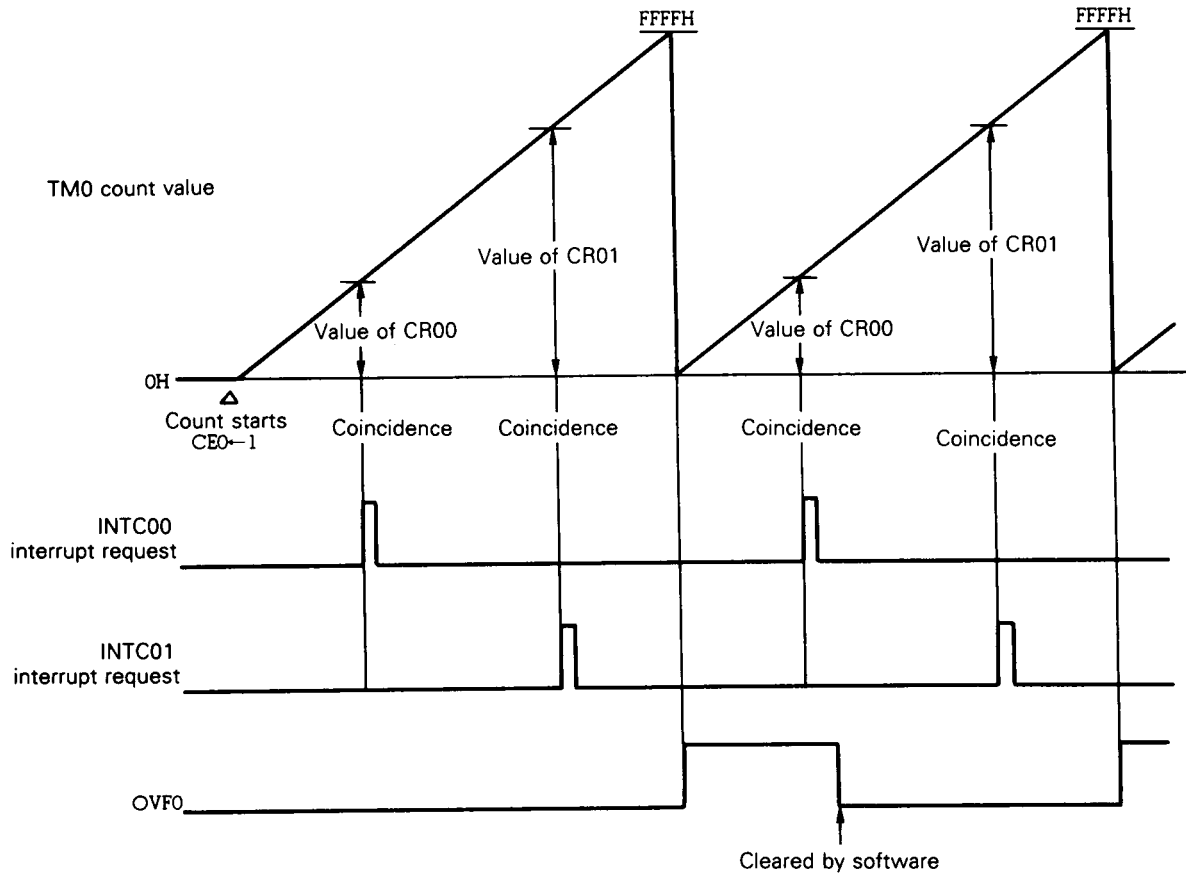 FFFFH
FFFFH
TM0 count value
Value of CR01
Value of CR01
Value of CR00
Value of CR00
0H
Count starts
CE0←1
Coincidence
Coincidence
Coincidence
Coincidence
INTC00
interrupt request
INTC01
interrupt request
OVF0
Cleared by software